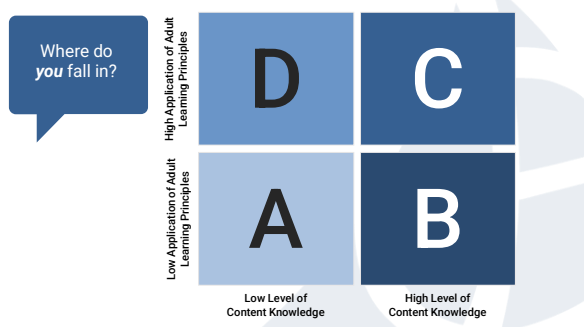 Where do
you fall in?
High Application of Adult
Learning Principles
D
C
Low Application of Adult
Learning Principles
A
B
Low Level of
Content Knowledge
High Level of
Content Knowledge